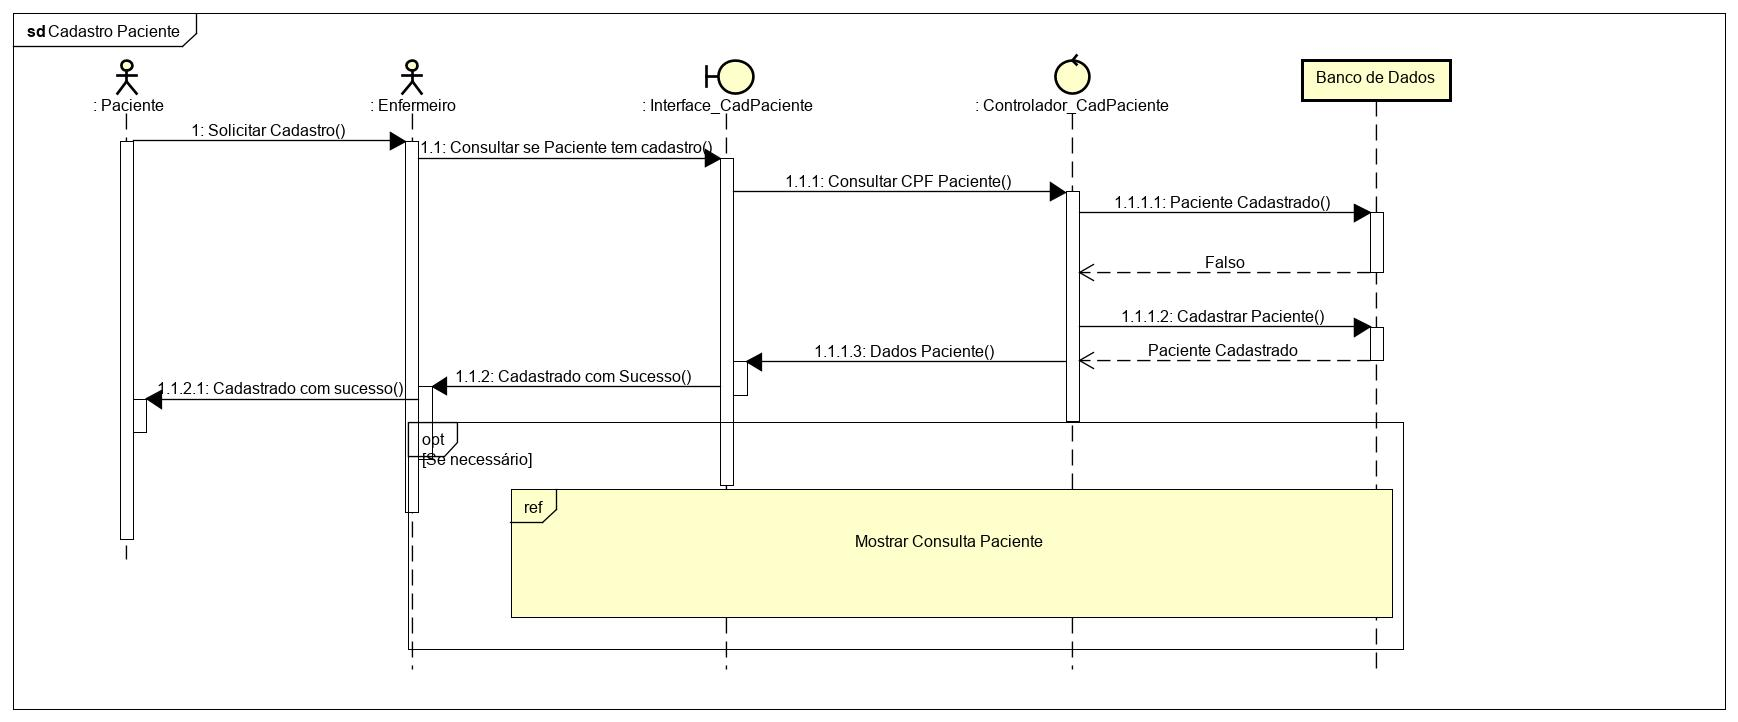 sd Cadastro Paciente
: Paciente
: Enfermeiro
: Interface_CadPaciente
: Controlador_CadPaciente
Banco de Dados
1: Solicitar Cadastro()
1.1: Consultar se Paciente tem cadastro()
1.1.1: Consultar CPF Paciente()
1.1.1.1: Paciente Cadastrado()
Falso
1.1.1.2: Cadastrar Paciente()
Paciente Cadastrado
1.1.1.3: Dados Paciente()
1.1.2: Cadastrado com Sucesso()
1.1.2.1: Cadastrado com sucesso()
opt
[Se necessário]
ref
Mostrar Consulta Paciente